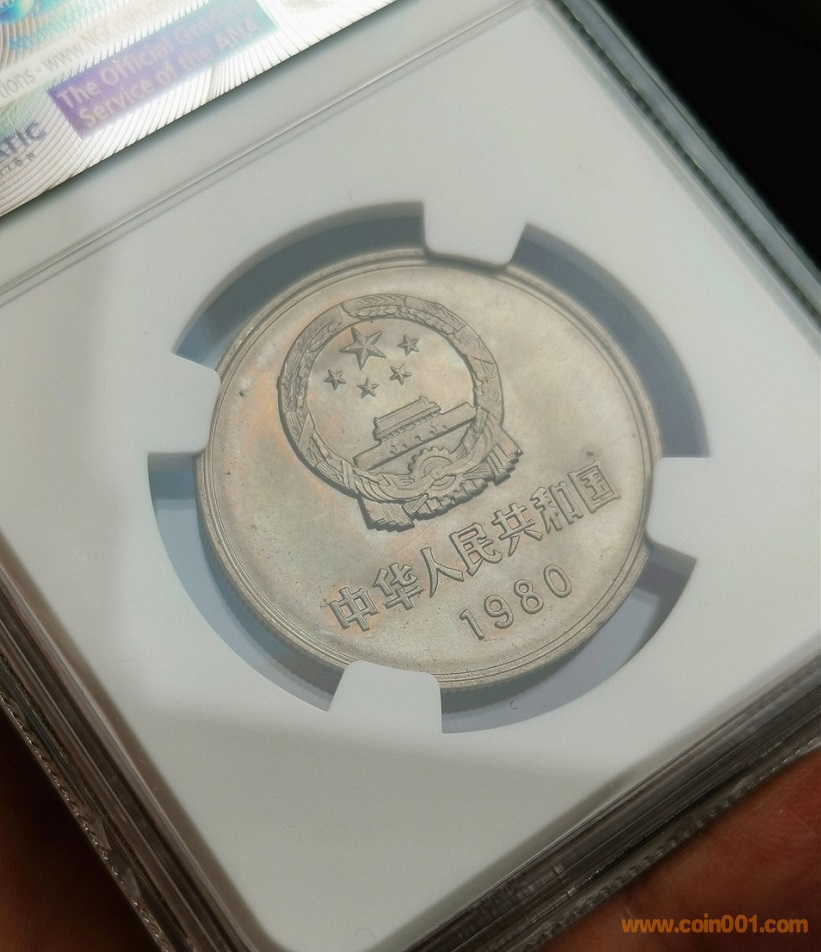 tions - www.NGCcoin.com
The Official Grading
Service of the ANA
ATIC
中华人民共和国
1980
www.coin001.com